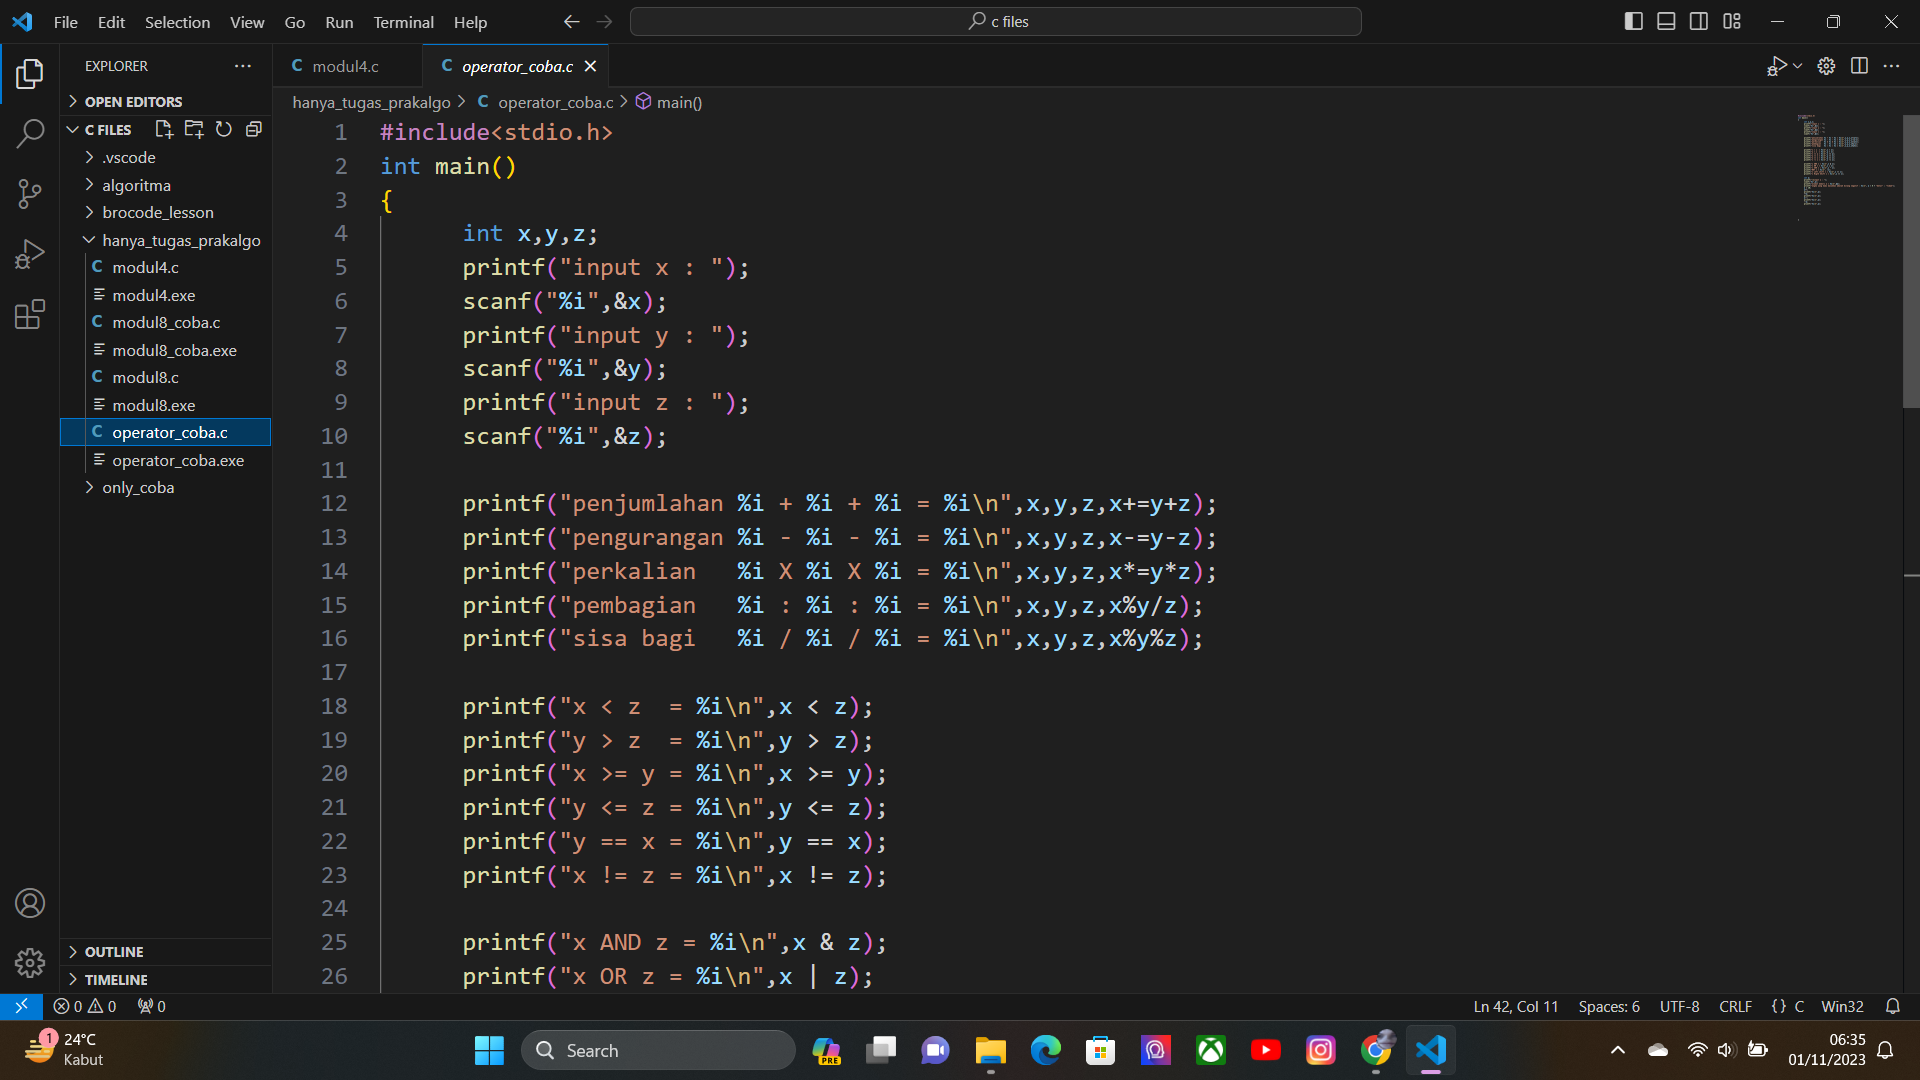 File Edit Selection View Go Run Terminal Help
c files
EXPLORER
OPEN EDITORS
C FILES
.vscode
algoritma
brocode_lesson
hanya_tugas_prakalgo
C modul4.c
modul4.exe
C modul8_coba.c
modul8_coba.exe
C modul8.c
modul8.exe
C operator_coba.c
operator_coba.exe
only_coba
OUTLINE
TIMELINE
C modul4.c
C operator_coba.c
hanya_tugas_prakalgo > C operator_coba.c > main()
1 #include<stdio.h>
2 int main()
3 {
4 int x,y,z;
5 printf("input x : ");
6 scanf("%i",&x);
7 printf("input y : ");
8 scanf("%i",&y);
9 printf("input z : ");
10 scanf("%i",&z);
11
12 printf("penjumlahan %i + %i + %i = %i\n",x,y,z,x+=y+z);
13 printf("pengurangan %i - %i - %i = %i\n",x,y,z,x-=y-z);
14 printf("perkalian   %i X %i X %i = %i\n",x,y,z,x*=y*z);
15 printf("pembagian   %i : %i : %i = %i\n",x,y,z,x%y/z);
16 printf("sisa bagi   %i / %i / %i = %i\n",x,y,z,x%y%z);
17
18 printf("x < z  = %i\n",x < z);
19 printf("y > z  = %i\n",y > z);
20 printf("x >= y = %i\n",x >= y);
21 printf("y <= z = %i\n",y <= z);
22 printf("y == x = %i\n",y == x);
23 printf("x != z = %i\n",x != z);
24
25 printf("x AND z = %i\n",x & z);
26 printf("x OR z = %i\n",x | z);
0 0 0
Ln 42, Col 11 Spaces: 6 UTF-8 CRLF {} C Win32
1
24°C
Kabut
Search
PRE
06:35
01/11/2023